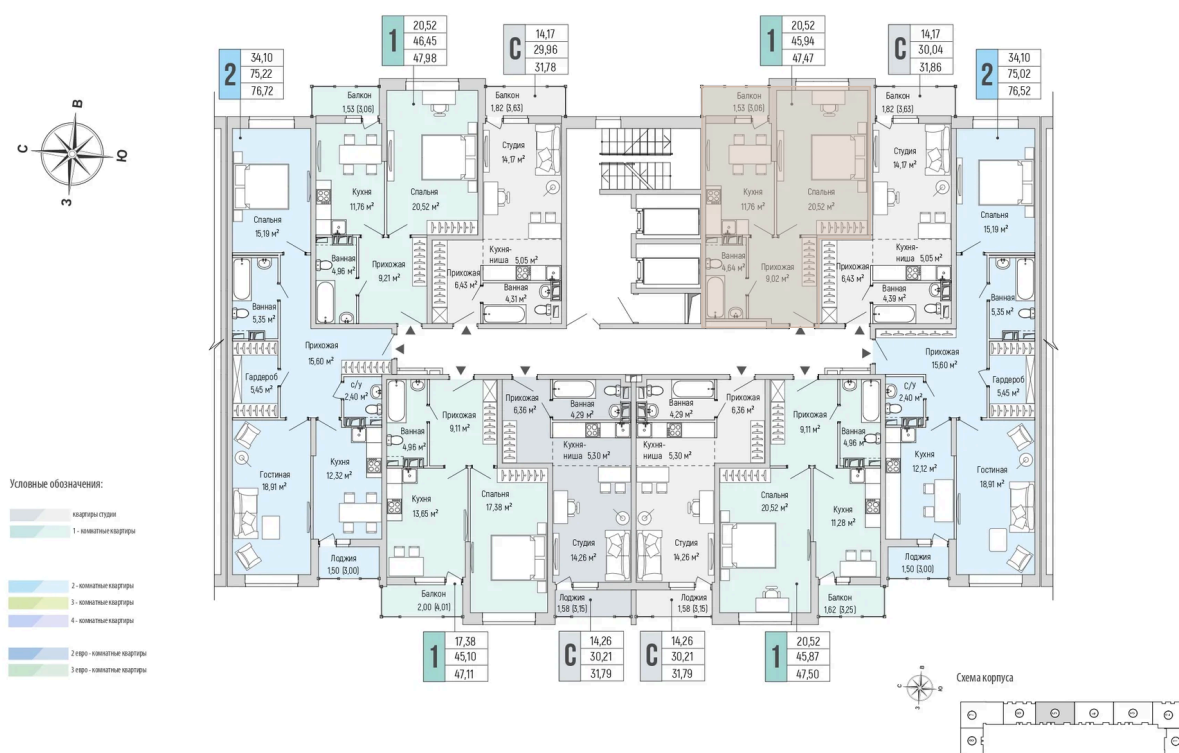 20,52
46,45
47,98
1
14,17
29,96
31,78
С
20,52
45,94
47,47
1
14,17
30,04
31,86
С
34,10
75,22
76,72
2
34,10
75,02
76,52
2
В
С
Ю
З
Балкон
1,53 (3,06)
Балкон
1,82 (3,63)
Балкон
1,53 (3,06)
Балкон
1,82 (3,63)
Студия
14,17 м²
Студия
14,17 м²
Кухня
11,76 м²
Спальня
20,52 м²
Кухня
11,76 м²
Спальня
20,52 м²
Спальня
15,19 м²
Спальня
15,19 м²
Ванная
4,96 м²
Прихожая
9,21 м²
Кухня-
ниша 5,05 м²
Прихожая
6,43 м²
Ванная
4,31 м²
Ванная
4,64 м²
Прихожая
9,02 м²
Кухня-
ниша 5,05 м²
Прихожая
6,43 м²
Ванная
4,39 м²
Ванная
5,35 м²
Ванная
5,35 м²
Прихожая
15,60 м²
Прихожая
15,60 м²
Гардероб
5,45 м²
С/у
2,40 м²
С/у
2,40 м²
Гардероб
5,45 м²
Прихожая
9,11 м²
Ванная
4,96 м²
Прихожая
6,36 м²
Ванная
4,29 м²
Ванная
4,29 м²
Прихожая
6,36 м²
Прихожая
9,11 м²
Ванная
4,96 м²
Кухня-
ниша 5,30 м²
Кухня-
ниша 5,30 м²
Гостиная
18,91 м²
Кухня
12,32 м²
Кухня
13,65 м²
Спальня
17,38 м²
Студия
14,26 м²
Студия
14,26 м²
Спальня
20,52 м²
Кухня
11,28 м²
Кухня
12,12 м²
Гостиная
18,91 м²
Лоджия
1,50 (3,00)
Балкон
2,00 (4,01)
Лоджия
1,58 (3,15)
Лоджия
1,58 (3,15)
Балкон
1,62 (3,25)
Лоджия
1,50 (3,00)
1
17,38
45,10
47,11
С
14,26
30,21
31,79
С
14,26
30,21
31,79
1
20,52
45,87
47,50
Условные обозначения:
квартиры студии
1 - комнатные квартиры
2 - комнатные квартиры
3 - комнатные квартиры
4 - комнатные квартиры
2 евро - комнатные квартиры
3 евро - комнатные квартиры
В
С
Ю
З
Схема корпуса